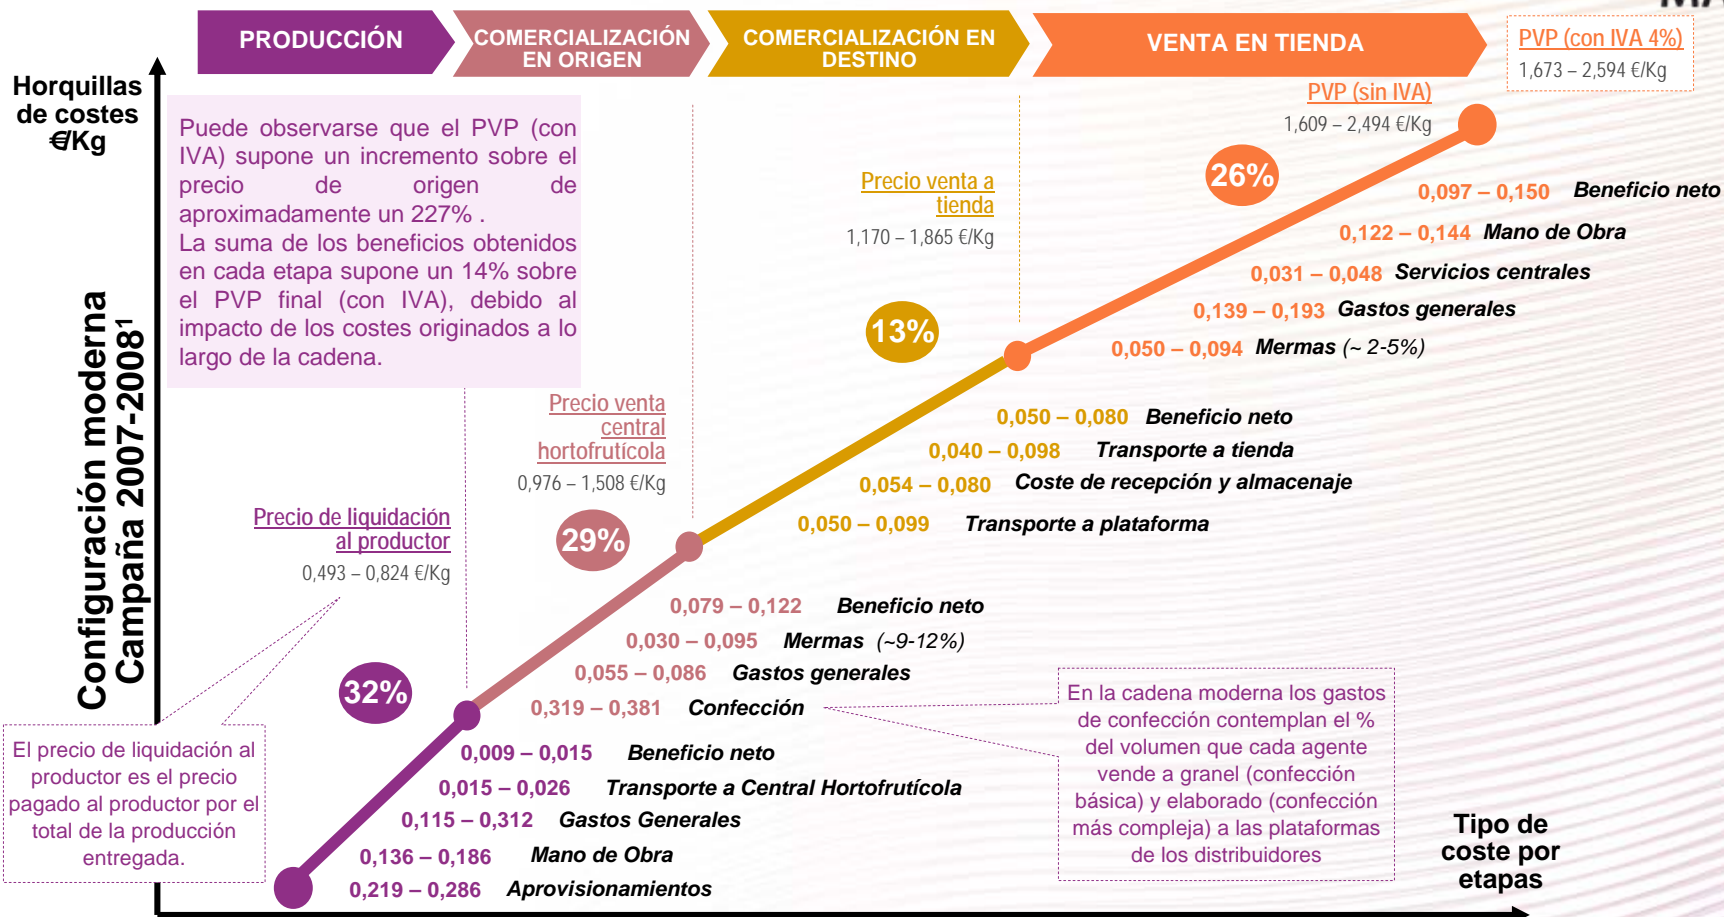 PRODUCCIÓN
COMERCIALIZACIÓN
EN ORIGEN
COMERCIALIZACIÓN EN
DESTINO
VENTA EN TIENDA
PVP (con IVA 4%)
1,673 – 2,594 €/Kg
Horquillas
de costes
€/Kg
Puede observarse que el PVP (con
IVA) supone un incremento sobre el
precio de origen de
aproximadamente un 227% .
La suma de los beneficios obtenidos
en cada etapa supone un 14% sobre
el PVP final (con IVA), debido al
impacto de los costes originados a lo
largo de la cadena.
PVP (sin IVA)
1,609 – 2,494 €/Kg
26%
0,097 – 0,150 Beneficio neto
0,122 – 0,144 Mano de Obra
0,031 – 0,048 Servicios centrales
0,139 – 0,193 Gastos generales
0,050 – 0,094 Mermas (~ 2-5%)
Precio venta a
tienda
1,170 – 1,865 €/Kg
13%
0,050 – 0,080 Beneficio neto
0,040 – 0,098 Transporte a tienda
0,054 – 0,080 Coste de recepción y almacenaje
0,050 – 0,099 Transporte a plataforma
Precio venta
central
hortofrutícola
0,976 – 1,508 €/Kg
29%
0,079 – 0,122 Beneficio neto
0,030 – 0,095 Mermas (~9-12%)
0,055 – 0,086 Gastos generales
0,319 – 0,381 Confección
Precio de liquidación
al productor
0,493 – 0,824 €/Kg
32%
0,009 – 0,015 Beneficio neto
0,015 – 0,026 Transporte a Central Hortofrutícola
0,115 – 0,312 Gastos Generales
0,136 – 0,186 Mano de Obra
0,219 – 0,286 Aprovisionamientos
Configuración moderna
Campaña 2007-2008¹
El precio de liquidación al
productor es el precio
pagado al productor por el
total de la producción
entregada.
En la cadena moderna los gastos
de confección contemplan el %
del volumen que cada agente
vende a granel (confección
básica) y elaborado (confección
más compleja) a las plataformas
de los distribuidores
Tipo de
coste por
etapas